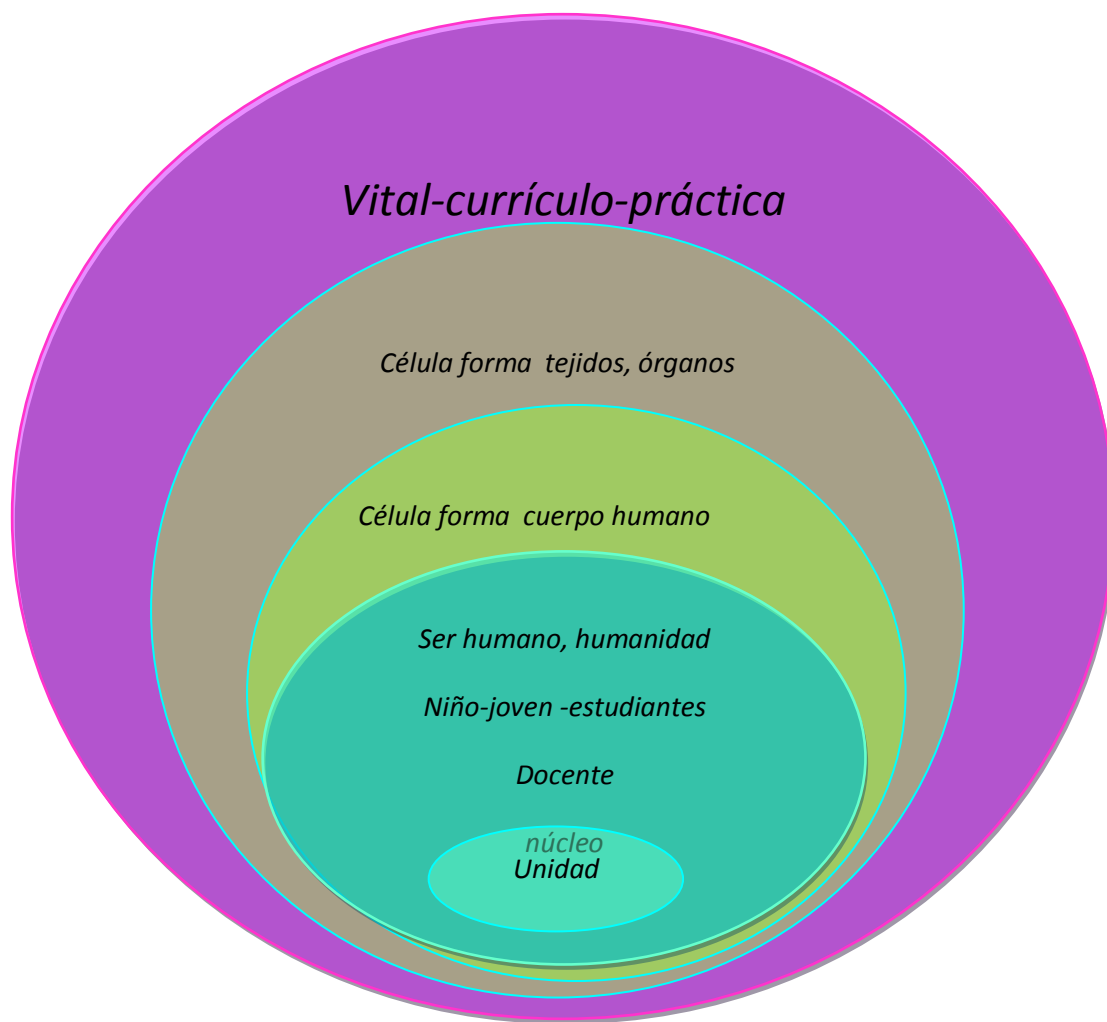 Vital-currículo-práctica
Célula forma  tejidos, órganos
Célula forma  cuerpo humano
Ser humano, humanidad
Niño-joven -estudiantes
Docente
núcleo
Unidad